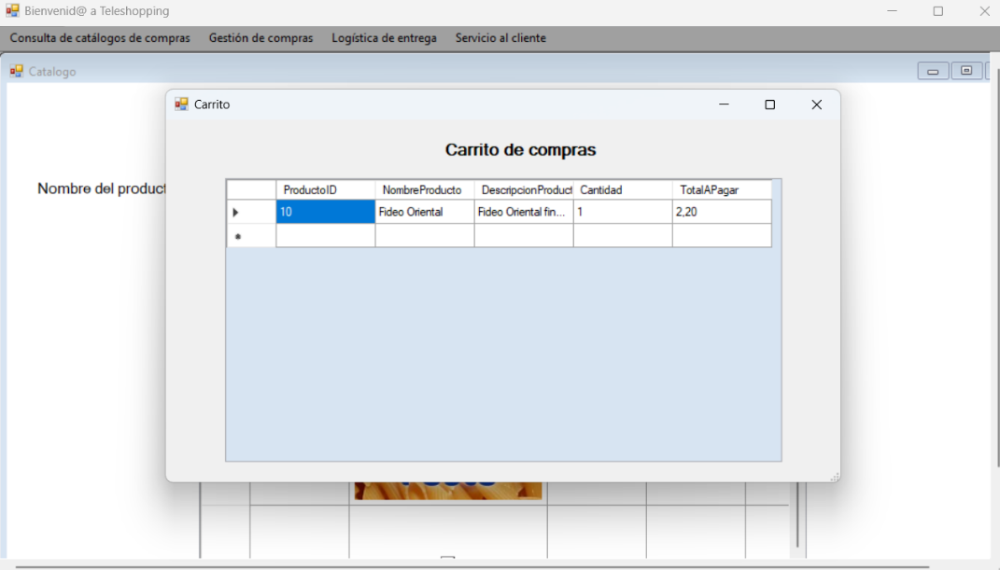 Bienvenid@ a Teleshopping
Consulta de catálogos de compras Gestión de compras Logística de entrega Servicio al cliente
Catalogo
Carrito
Carrito de compras
Nombre del product
ProductoID NombreProducto DescripcionProduct Cantidad TotalAPagar
10 Fideo Oriental Fideo Oriental fin... 1 2,20